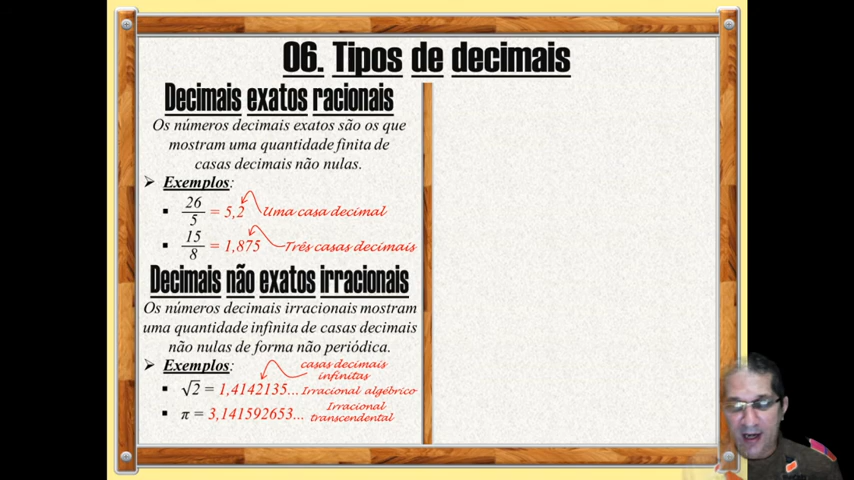 06. Tipos de decimais
Decimais exatos racionais
Os números decimais exatos são os que
mostram uma quantidade finita de
casas decimais não nulas.
➢ Exemplos:
▪ 26/5 = 5,2 Uma casa decimal
▪ 15/8 = 1,875 Três casas decimais
Decimais não exatos irracionais
Os números decimais irracionais mostram
uma quantidade infinita de casas decimais
não nulas de forma não periódica.
➢ Exemplos:
casas decimais
infinitas
▪ √2 = 1,4142135... Irracional algébrico
▪ π = 3,141592653... Irracional
transcendental